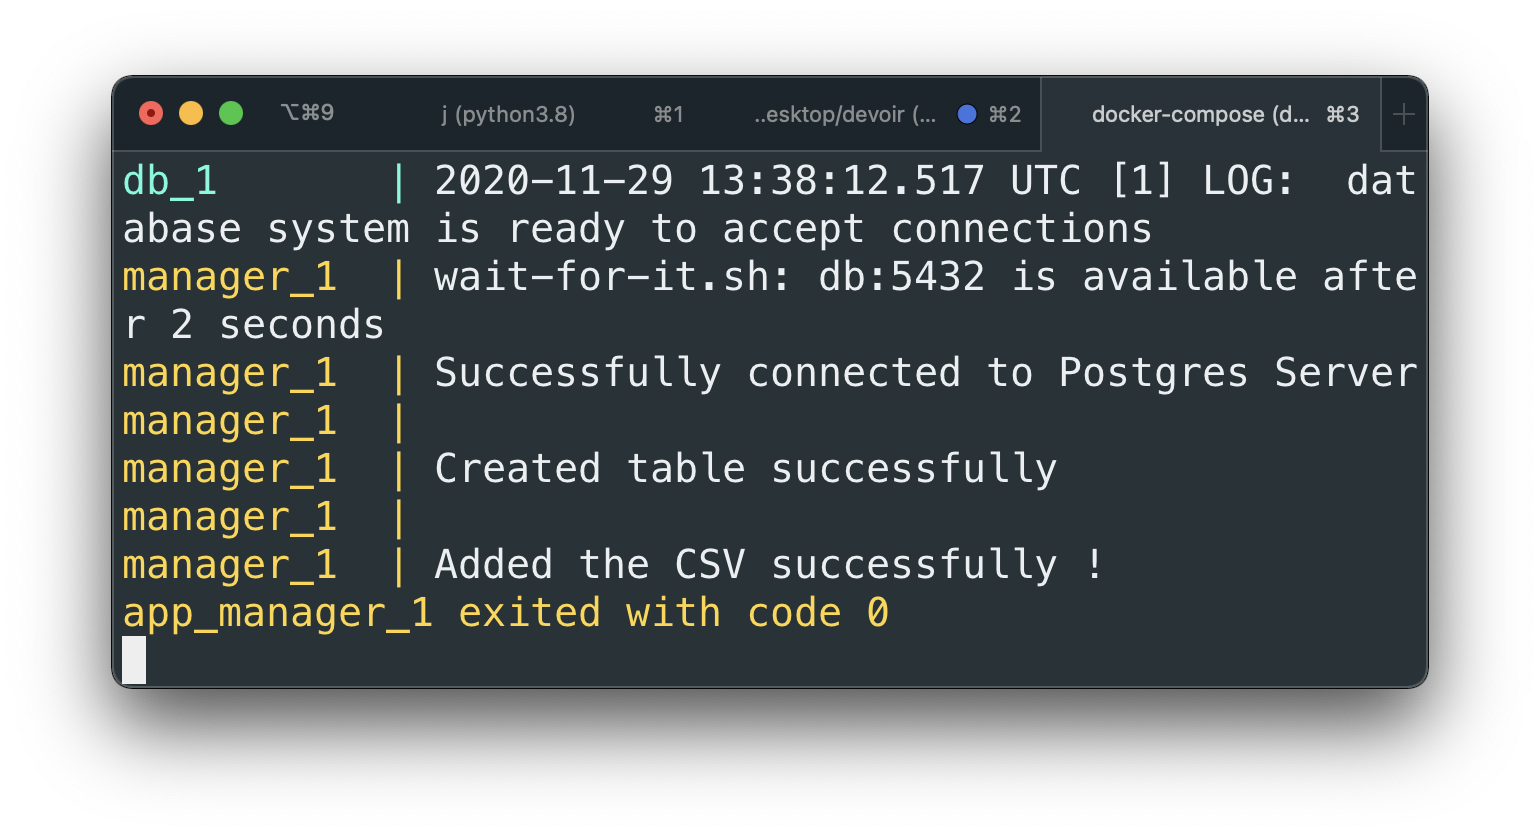 ⌥⌘9 j (python3.8) ⌘1 ..esktop/devoir (... ⌘2 docker-compose (d... ⌘3 +
db_1 | 2020-11-29 13:38:12.517 UTC [1] LOG:  dat
abase system is ready to accept connections
manager_1 | wait-for-it.sh: db:5432 is available afte
r 2 seconds
manager_1 | Successfully connected to Postgres Server
manager_1 |
manager_1 | Created table successfully
manager_1 |
manager_1 | Added the CSV successfully !
app_manager_1 exited with code 0